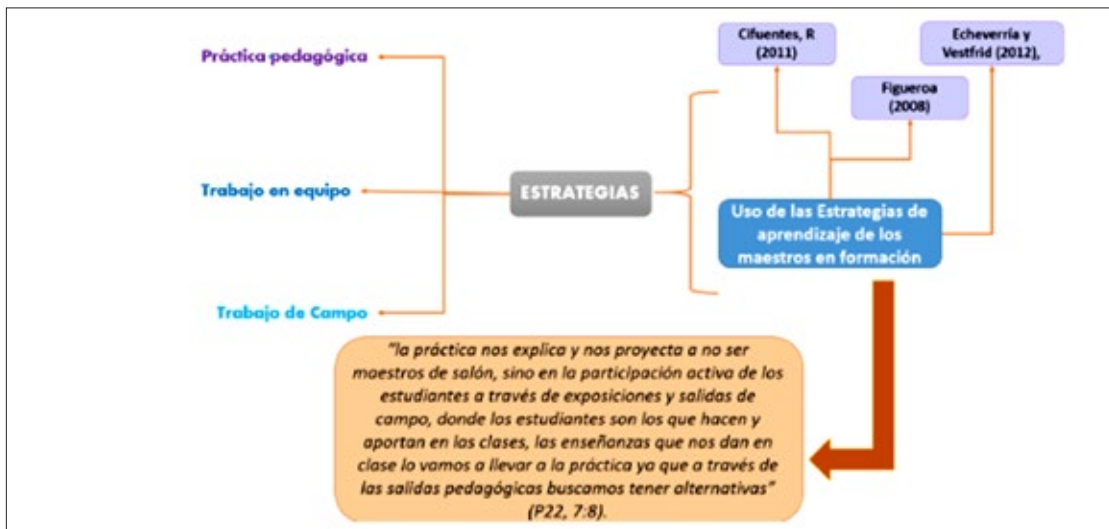 Práctica pedagógica
Trabajo en equipo
Trabajo de Campo
ESTRATEGIAS
Cifuentes, R
(2011)
Echeverría y
Vestfrid (2012),
Figueroa
(2008)
Uso de las Estrategias de
aprendizaje de los
maestros en formación
"la práctica nos explica y nos proyecta a no ser
maestros de salón, sino en la participación activa de los
estudiantes a través de exposiciones y salidas de
campo, donde los estudiantes son los que hacen y
aportan en las clases, las enseñanzas que nos dan en
clase lo vamos a llevar a la práctica ya que a través de
las salidas pedagógicas buscamos tener alternativas"
(P22, 7:8).